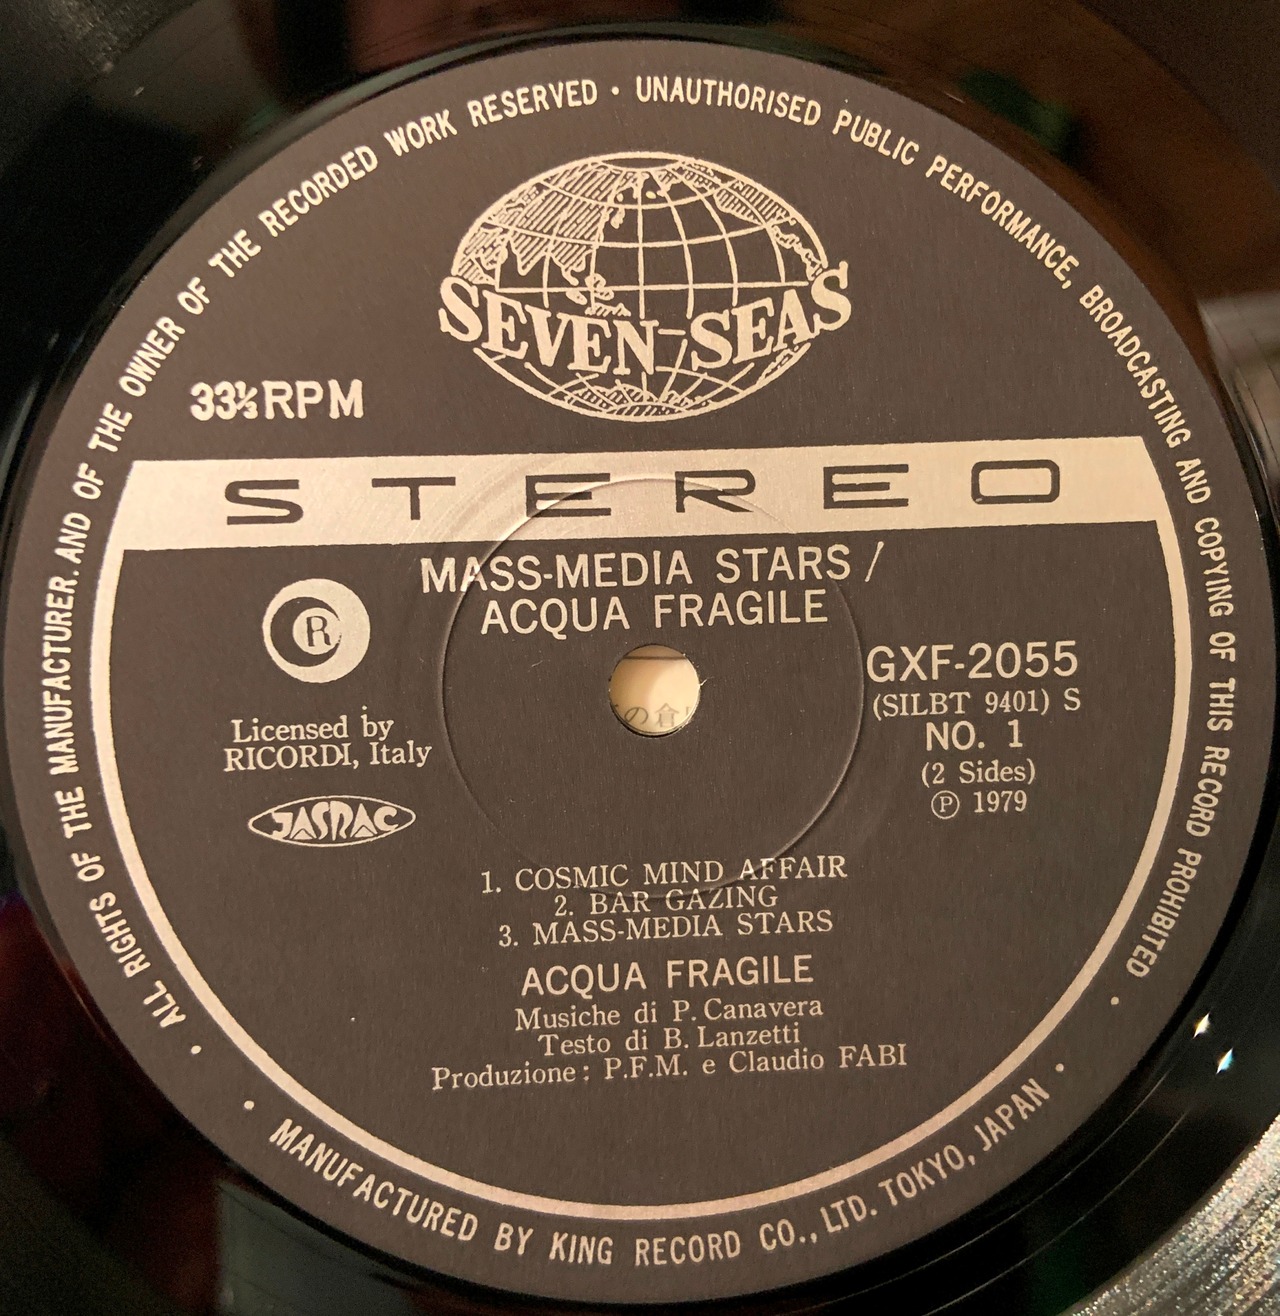 ALL RIGHTS OF THE MANUFACTURER. AND OF THE OWNER OF THE RECORDED WORK RESERVED · UNAUTHORISED PUBLIC PERFORMANCE, BROADCASTING AND COPYING OF THIS RECORD PROHIBITED
SEVEN-SEAS
33⅓RPM
STEREO
MASS-MEDIA STARS /
ACQUA FRAGILE
R
Licensed by
RICORDI, Italy
JASRAC
GXF-2055
(SILBT 9401) S
NO. 1
(2 Sides)
Ⓟ 1979
の倉
1. COSMIC MIND AFFAIR
2. BAR GAZING
3. MASS-MEDIA STARS
ACQUA FRAGILE
Musiche di P. Canavera
Testo di B. Lanzetti
Produzione: P.F.M. e Claudio FABI
· MANUFACTURED BY KING RECORD CO., LTD. TOKYO, JAPAN ·